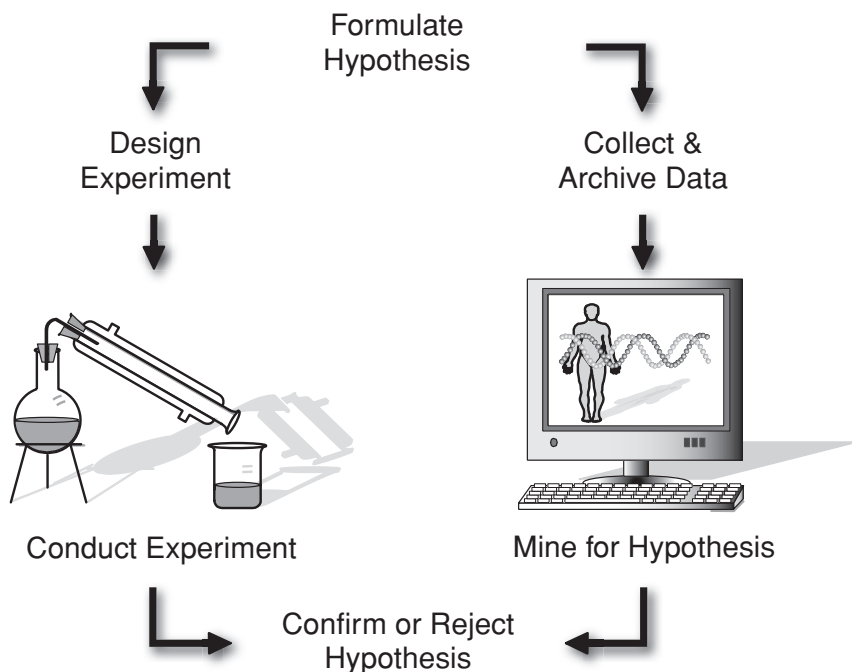 Formulate
Hypothesis
Design
Experiment
Collect &
Archive Data
Conduct Experiment
Mine for Hypothesis
Confirm or Reject
Hypothesis